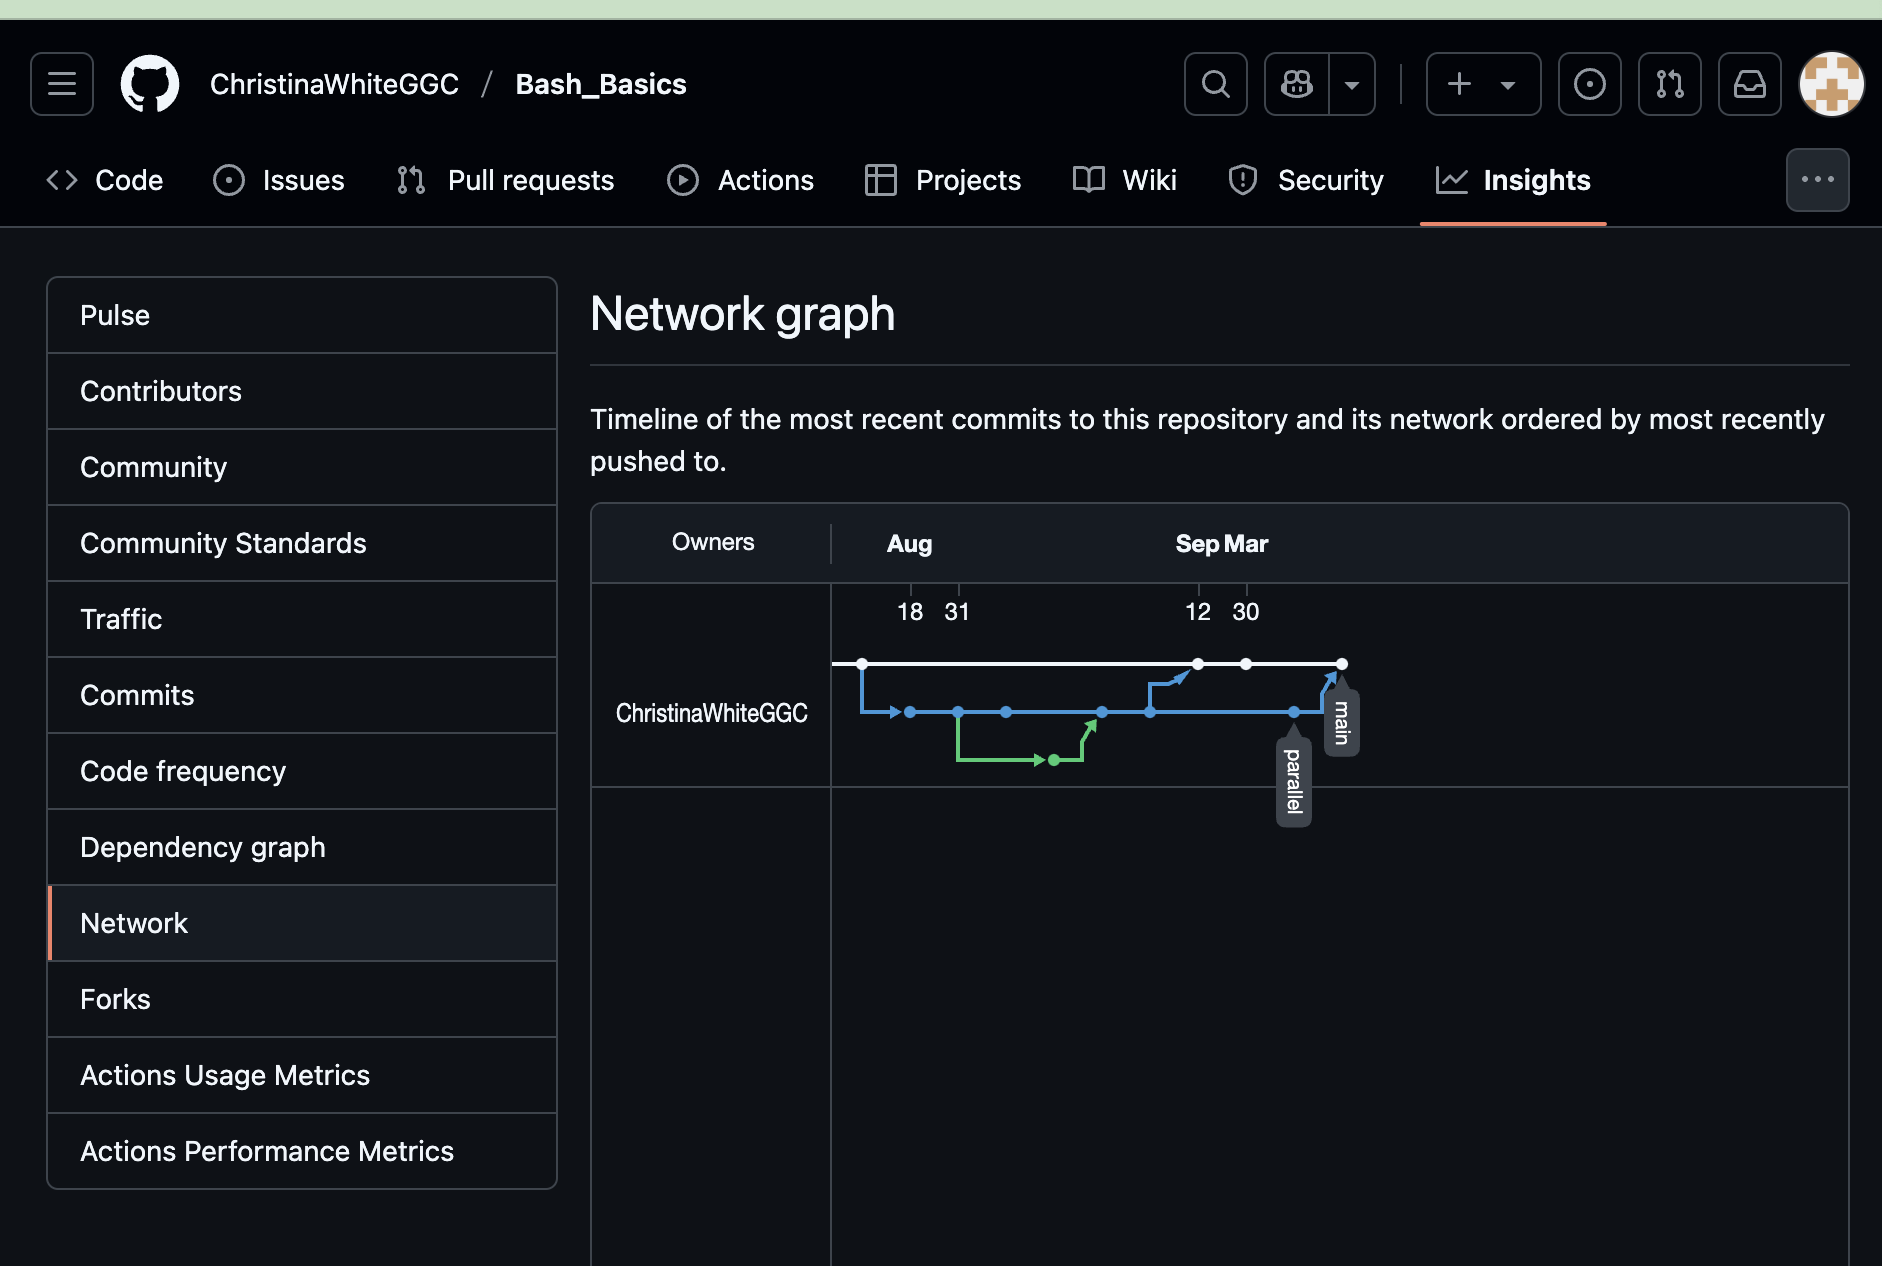 ChristinaWhiteGGC / Bash_Basics
Code Issues Pull requests Actions Projects Wiki Security Insights
Pulse
Contributors
Community
Community Standards
Traffic
Commits
Code frequency
Dependency graph
Network
Forks
Actions Usage Metrics
Actions Performance Metrics
Network graph
Timeline of the most recent commits to this repository and its network ordered by most recently
pushed to.
Owners Aug Sep Mar
18 31 12 30
ChristinaWhiteGGC
main
parallel